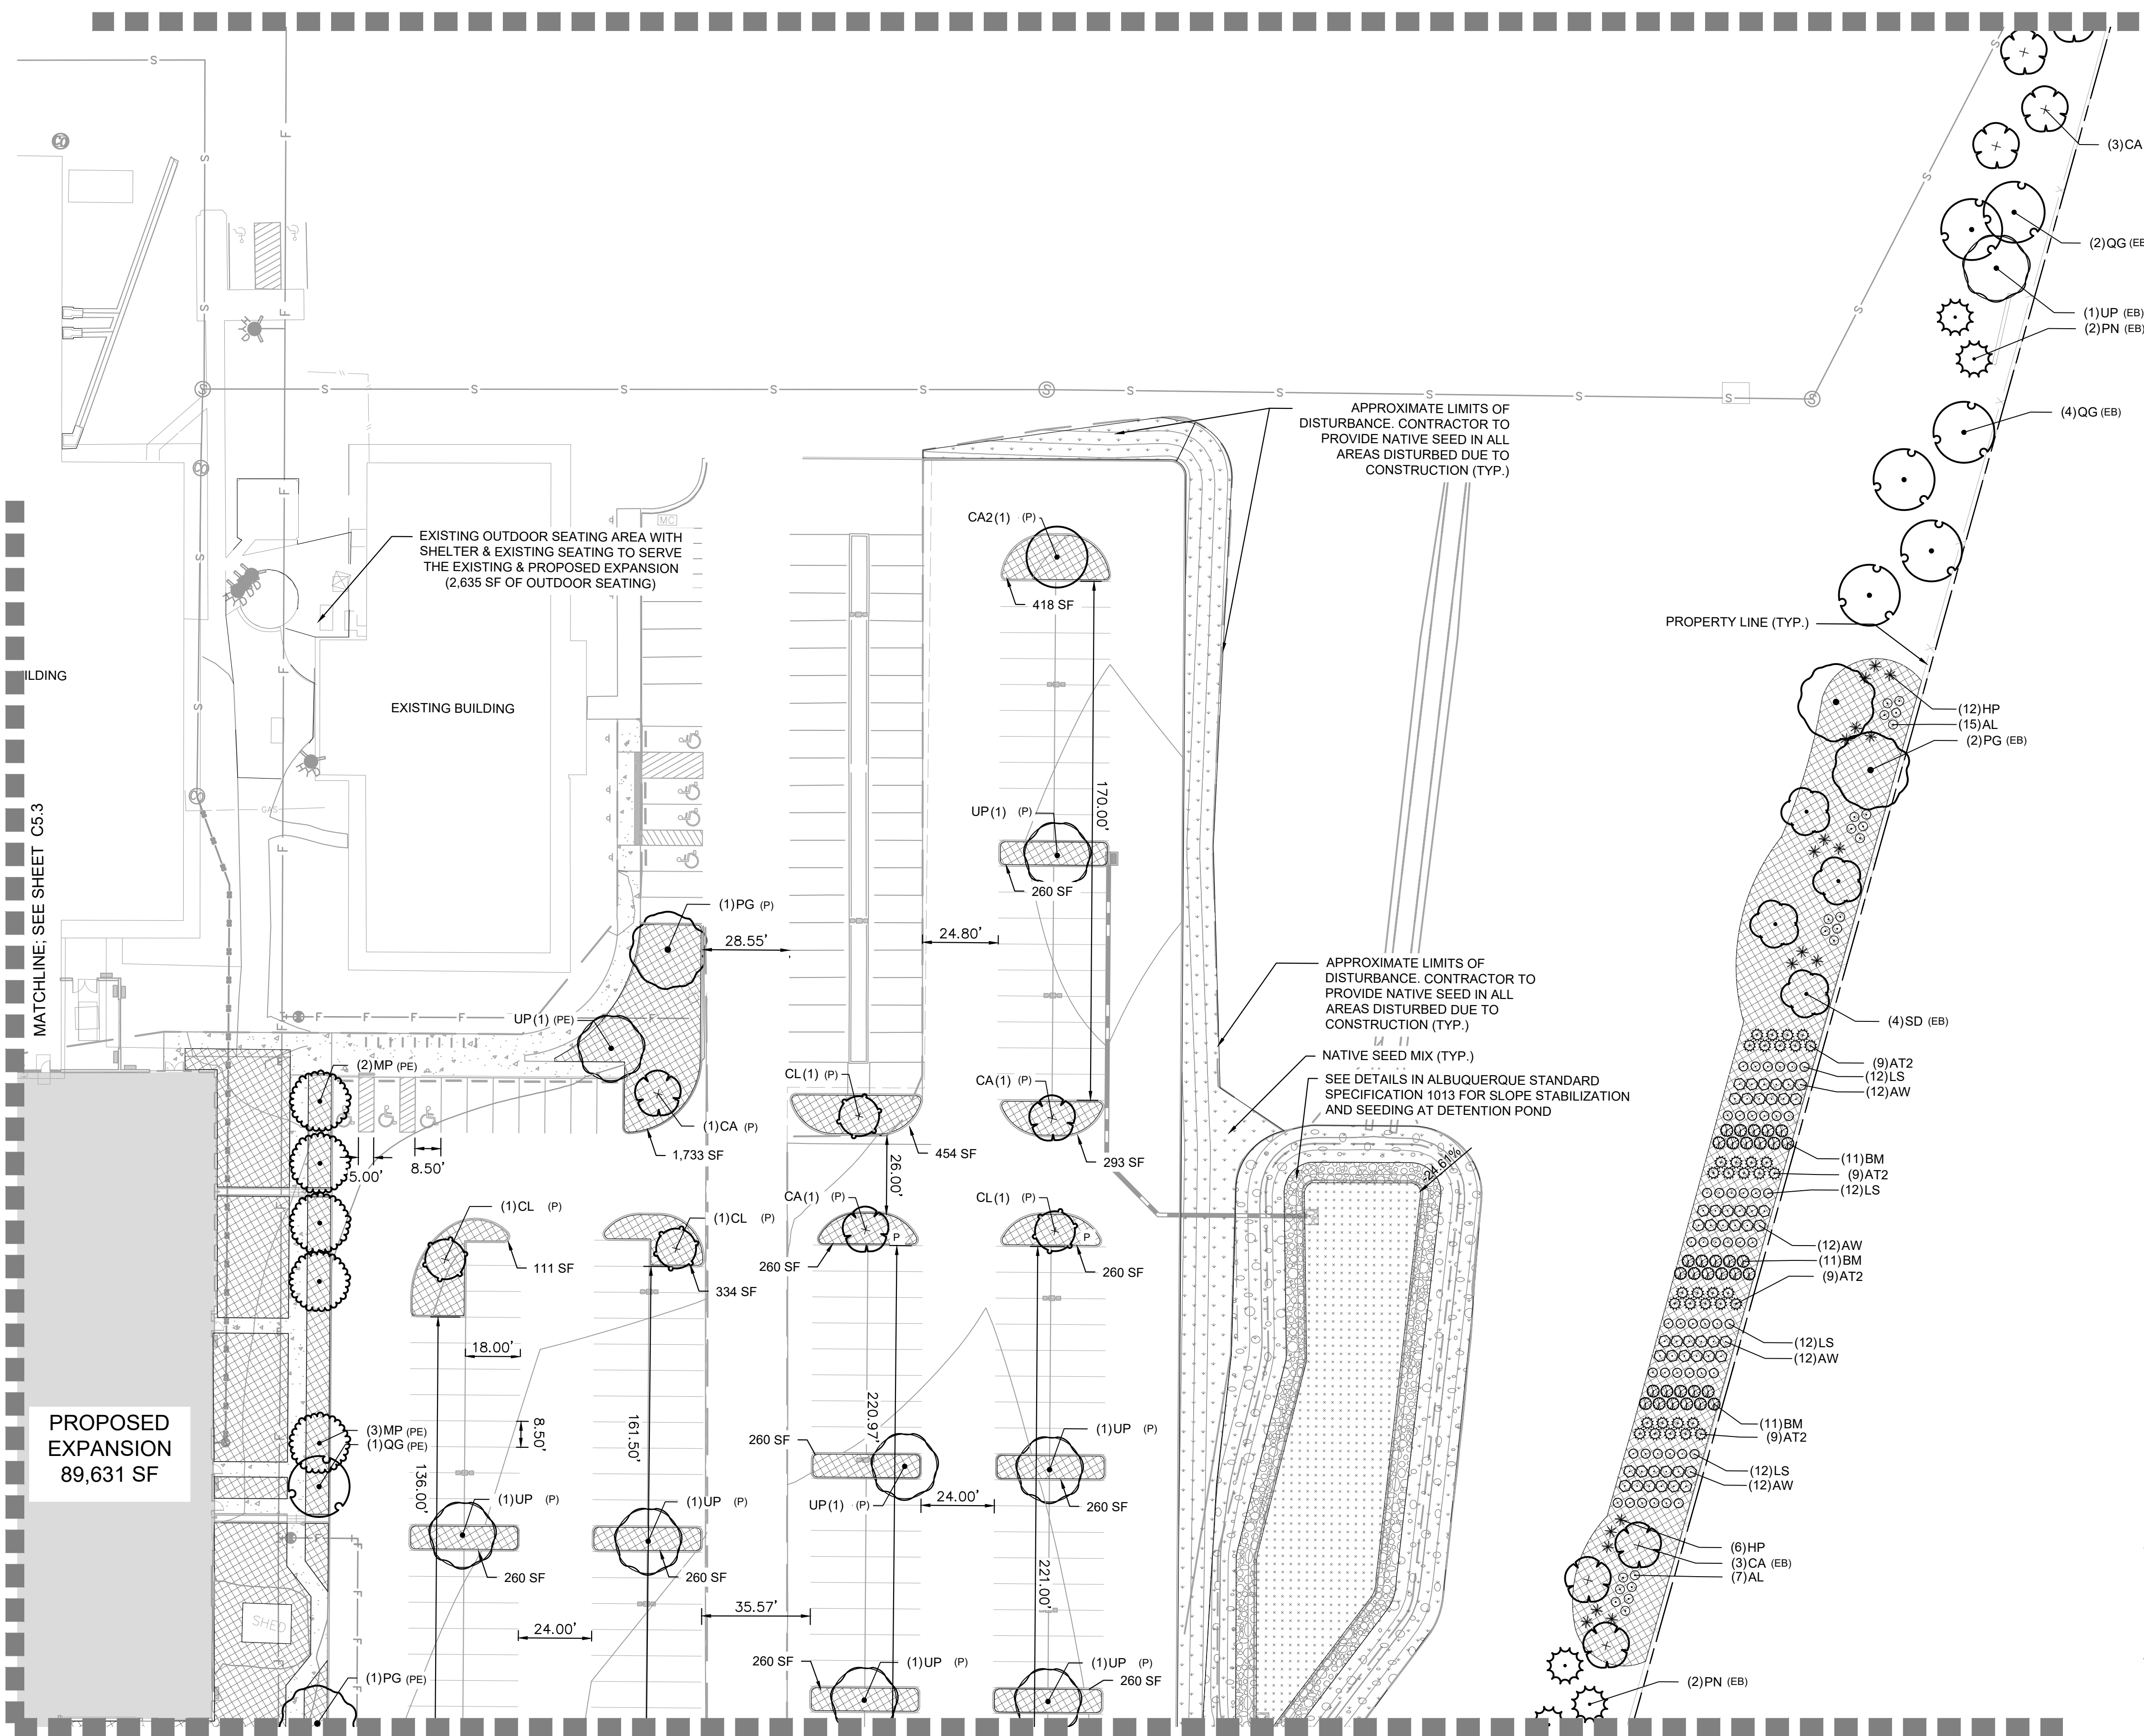 (3)CA
(2)QG (EB
(1)UP (EB)
(2)PN (EB)
(4)QG (EB)
APPROXIMATE LIMITS OF
DISTURBANCE. CONTRACTOR TO
PROVIDE NATIVE SEED IN ALL
AREAS DISTURBED DUE TO
CONSTRUCTION (TYP.)
CA2(1) (P)
MC
EXISTING OUTDOOR SEATING AREA WITH
SHELTER & EXISTING SEATING TO SERVE
THE EXISTING & PROPOSED EXPANSION
(2,635 SF OF OUTDOOR SEATING)
418 SF
PROPERTY LINE (TYP.)
ILDING
EXISTING BUILDING
(12)HP
(15)AL
(2)PG (EB)
170.00'
UP(1) (P)
GAS
MATCHLINE; SEE SHEET C5.3
260 SF
(1)PG (P)
28.55'
24.80'
APPROXIMATE LIMITS OF
DISTURBANCE. CONTRACTOR TO
PROVIDE NATIVE SEED IN ALL
AREAS DISTURBED DUE TO
CONSTRUCTION (TYP.)
UP(1) (PE)
(4)SD (EB)
NATIVE SEED MIX (TYP.)
(2)MP (PE)
CL(1) (P)
CA(1) (P)
SEE DETAILS IN ALBUQUERQUE STANDARD
SPECIFICATION 1013 FOR SLOPE STABILIZATION
AND SEEDING AT DETENTION POND
(9)AT2
(12)LS
(12)AW
(1)CA (P)
1,733 SF
454 SF
293 SF
-24.61%
5.00'
8.50'
26.00'
(11)BM
(9)AT2
(12)LS
CA(1) (P)
CL(1) (P)
(1)CL (P)
(1)CL (P)
P
P
(12)AW
(11)BM
(9)AT2
111 SF
260 SF
260 SF
334 SF
18.00'
(12)LS
(12)AW
PROPOSED
EXPANSION
89,631 SF
(3)MP (PE)
(1)QG (PE)
8.50'
136.00'
161.50'
220.97'
260 SF
(1)UP (P)
(11)BM
(9)AT2
(12)LS
(12)AW
(1)UP (P)
(1)UP (P)
UP(1) (P)
24.00'
260 SF
(6)HP
(3)CA (EB)
(7)AL
260 SF
260 SF
221.00'
SHED
24.00'
35.57'
260 SF
(1)UP (P)
(1)UP (P)
260 SF
(1)PG (PE)
(2)PN (EB)